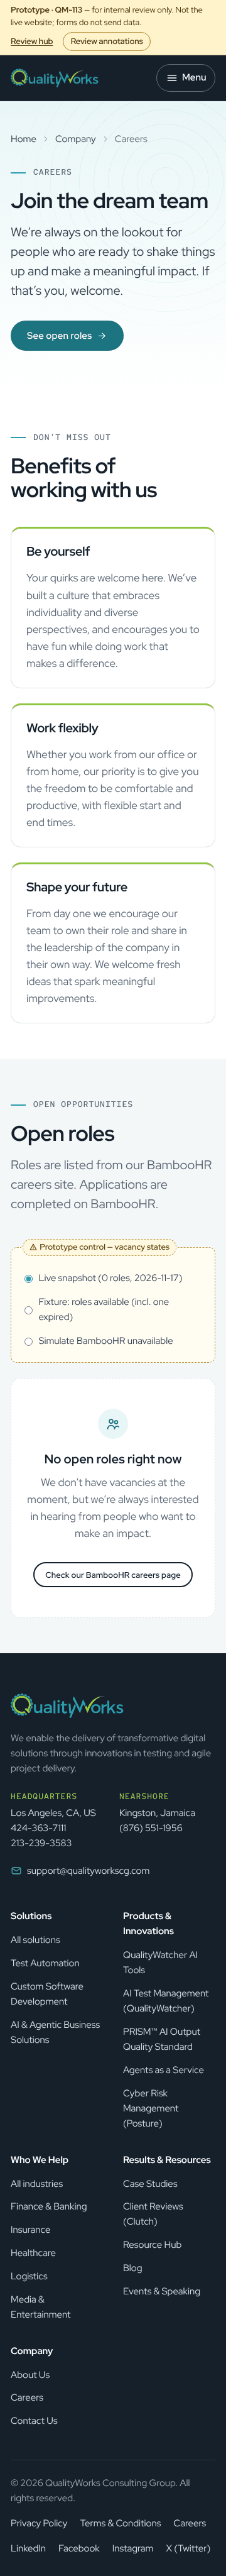 Prototype · QM-113 — for internal review only. Not the
live website; forms do not send data.
Review hub
Review annotations
QualityWorks
Menu
Home > Company > Careers
CAREERS
Join the dream team
We're always on the lookout for
people who are ready to shake things
up and make a meaningful impact. If
that's you, welcome.
See open roles →
DON'T MISS OUT
Benefits of
working with us
Be yourself
Your quirks are welcome here. We've
built a culture that embraces
individuality and diverse
perspectives, and encourages you to
have fun while doing work that
makes a difference.
Work flexibly
Whether you work from our office or
from home, our priority is to give you
the freedom to be comfortable and
productive, with flexible start and
end times.
Shape your future
From day one we encourage our
team to own their role and share in
the leadership of the company in
their own way. We welcome fresh
ideas that spark meaningful
improvements.
OPEN OPPORTUNITIES
Open roles
Roles are listed from our BambooHR
careers site. Applications are
completed on BambooHR.
Prototype control — vacancy states
Live snapshot (0 roles, 2026-11-17)
Fixture: roles available (incl. one
expired)
Simulate BambooHR unavailable
No open roles right now
We don't have vacancies at the
moment, but we're always interested
in hearing from people who want to
make an impact.
Check our BambooHR careers page
QualityWorks
We enable the delivery of transformative digital
solutions through innovations in testing and agile
project delivery.
HEADQUARTERS
Los Angeles, CA, US
424-363-7111
213-239-3583
NEARSHORE
Kingston, Jamaica
(876) 551-1956
support@qualityworkscg.com
Solutions
All solutions
Test Automation
Custom Software
Development
AI & Agentic Business
Solutions
Products &
Innovations
QualityWatcher AI
Tools
AI Test Management
(QualityWatcher)
PRISM™ AI Output
Quality Standard
Agents as a Service
Cyber Risk
Management
(Posture)
Who We Help
All industries
Finance & Banking
Insurance
Healthcare
Logistics
Media &
Entertainment
Results & Resources
Case Studies
Client Reviews
(Clutch)
Resource Hub
Blog
Events & Speaking
Company
About Us
Careers
Contact Us
© 2026 QualityWorks Consulting Group. All
rights reserved.
Privacy Policy Terms & Conditions Careers
LinkedIn Facebook Instagram X (Twitter)